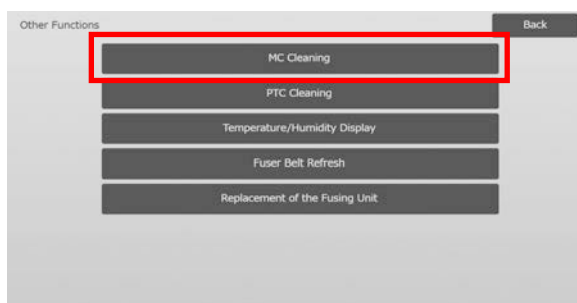 Other Functions
Back
MC Cleaning
PTC Cleaning
Temperature/Humidity Display
Fuser Belt Refresh
Replacement of the Fusing Unit